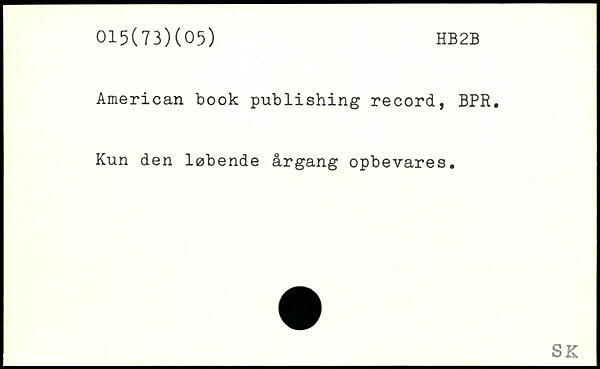 015(73)(05) HB2B
American book publishing record, BPR.
Kun den løbende årgang opbevares.
SK